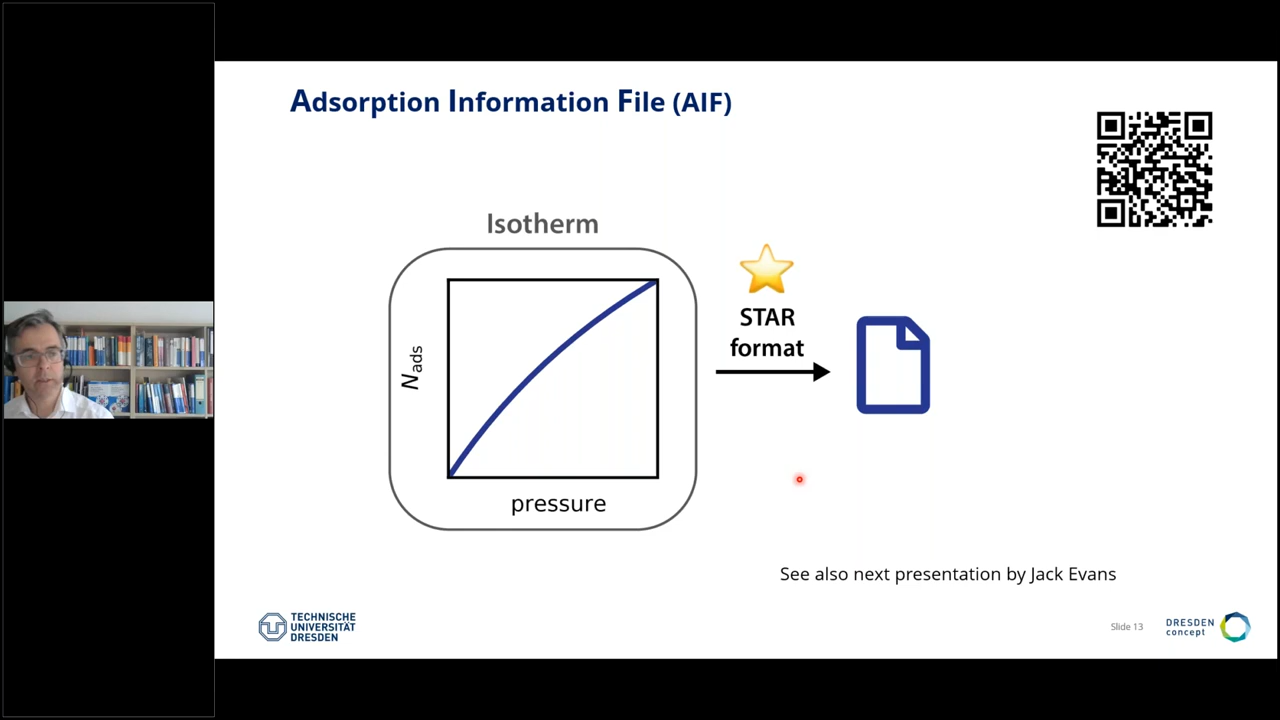 Adsorption Information File (AIF)
Isotherm
Nads
pressure
STAR
format
See also next presentation by Jack Evans
TECHNISCHE
UNIVERSITÄT
DRESDEN
Slide 13
DRESDEN
concept